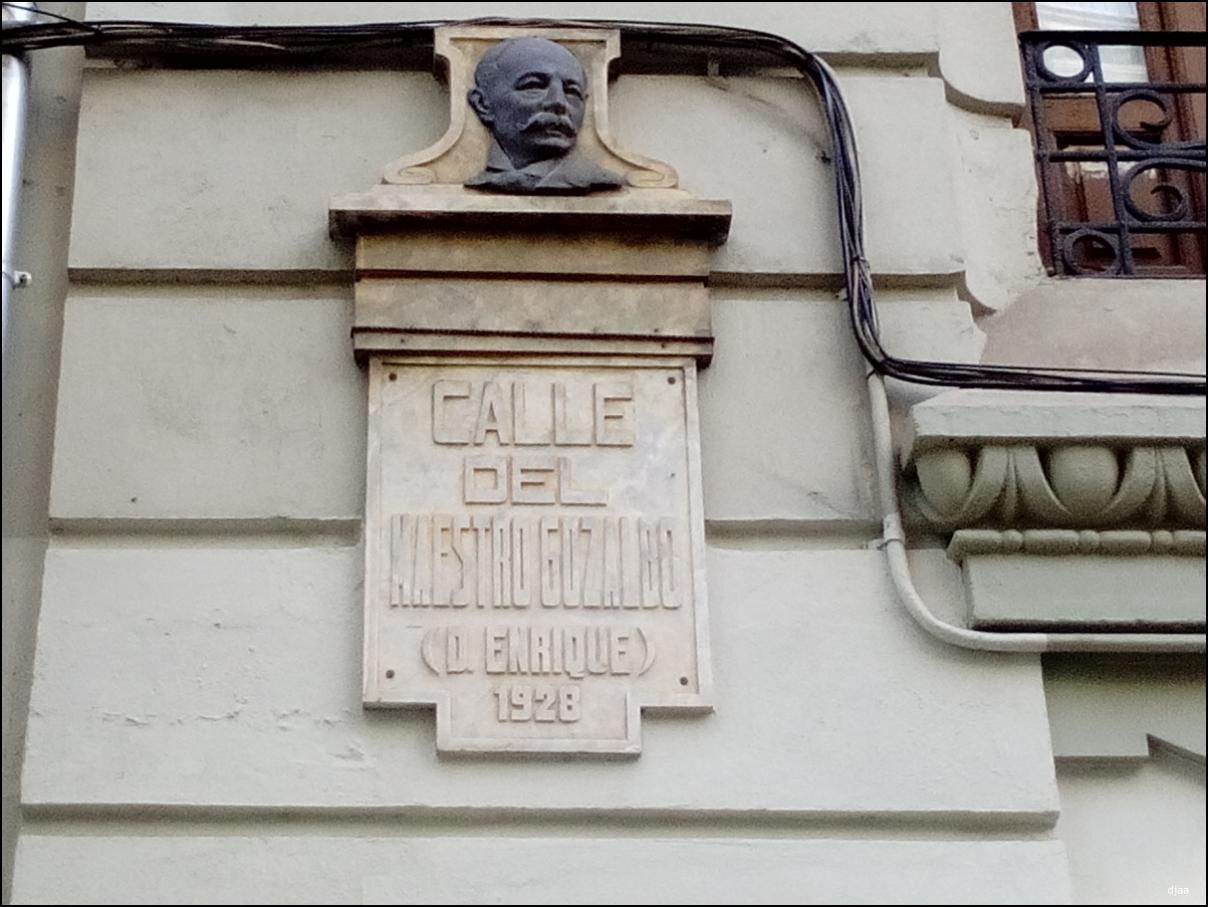 CALLE
DEL
MAESTRO GOZALBO
(D. ENRIQUE)
1928
djaa